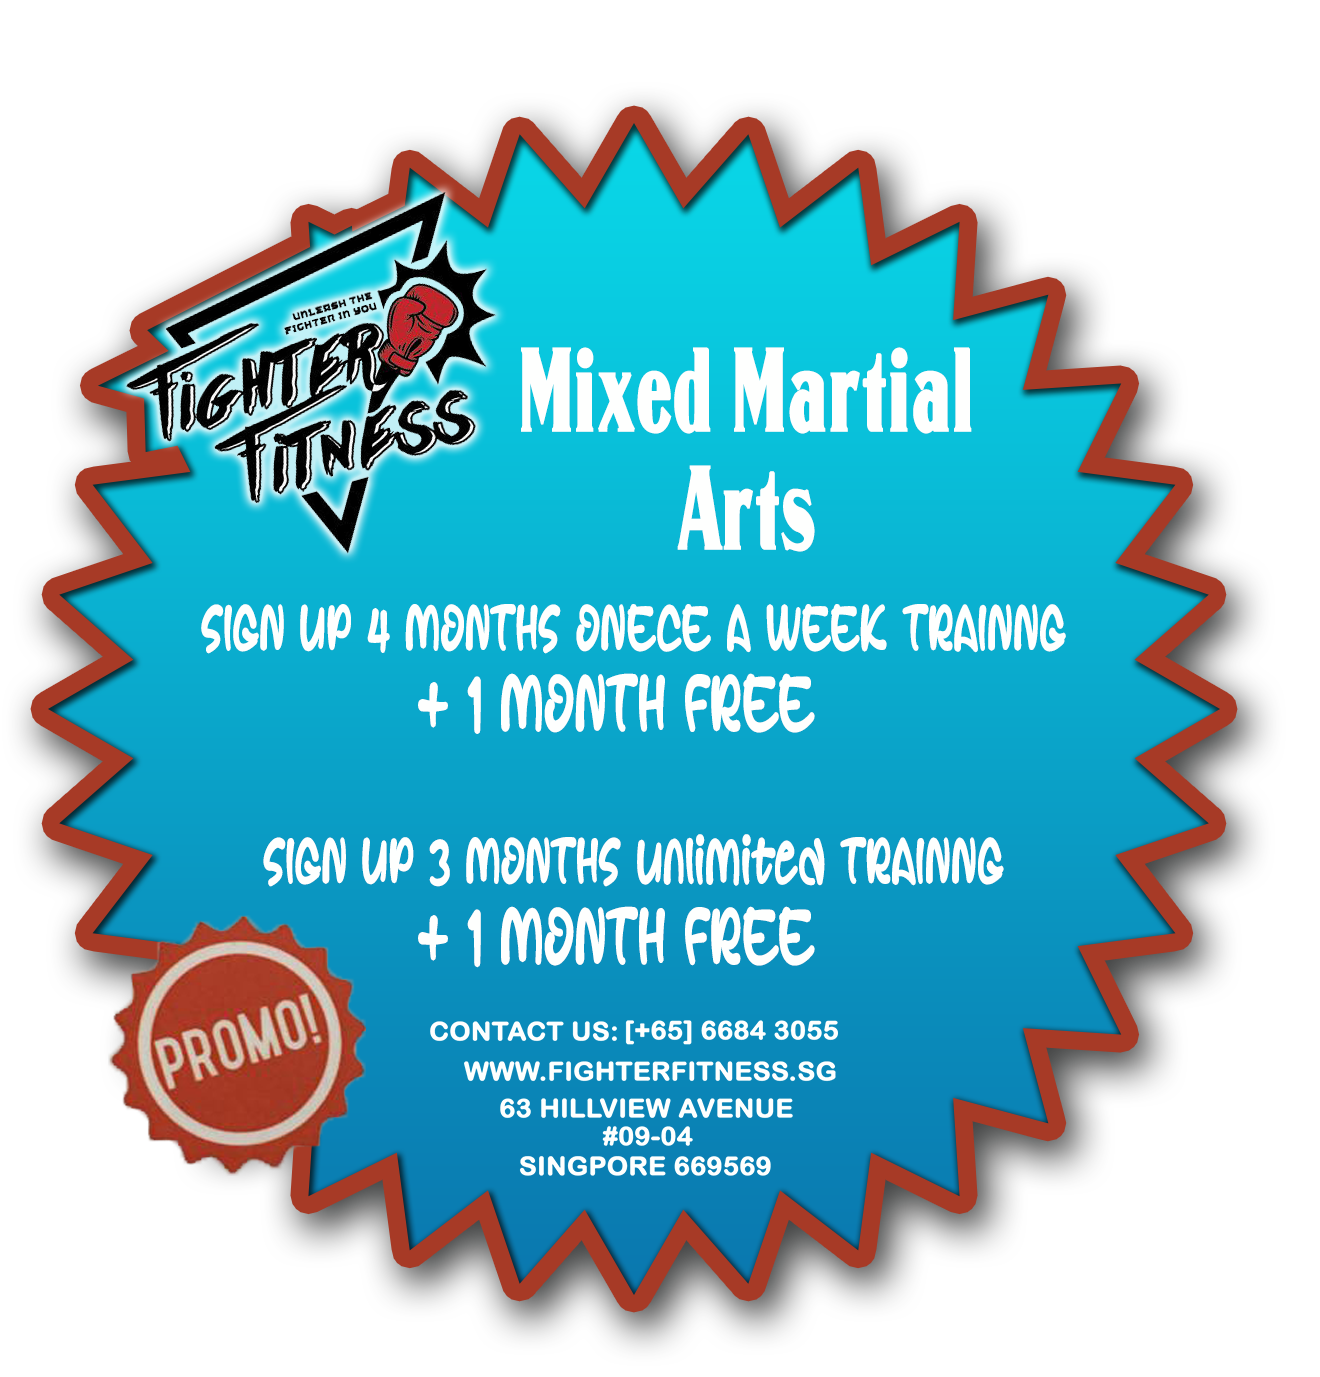 UNLEASH THE
FIGHTER IN YOU
FiGHTER
FiTNESS
Mixed Martial
Arts
SIGN UP 4 MONTHS ONECE A WEEK TRAINNG
+ 1 MONTH FREE
SIGN UP 3 MONTHS unlimited TRAINNG
+ 1 MONTH FREE
PROMO!
CONTACT US: [+65] 6684 3055
WWW.FIGHTERFITNESS.SG
63 HILLVIEW AVENUE
#09-04
SINGPORE 669569